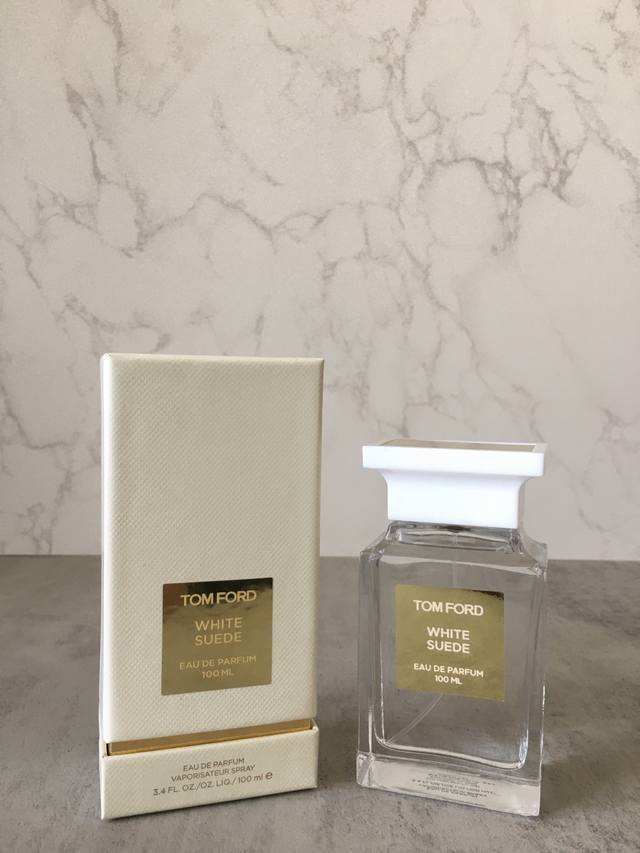 TOM FORD
WHITE
SUEDE
EAU DE PARFUM
100 ML
EAU DE PARFUM
VAPORISATEUR SPRAY
3.4 FL. OZ./OZ. LIQ./100 ml ℮
TOM FORD
WHITE
SUEDE
EAU DE PARFUM
100 ML